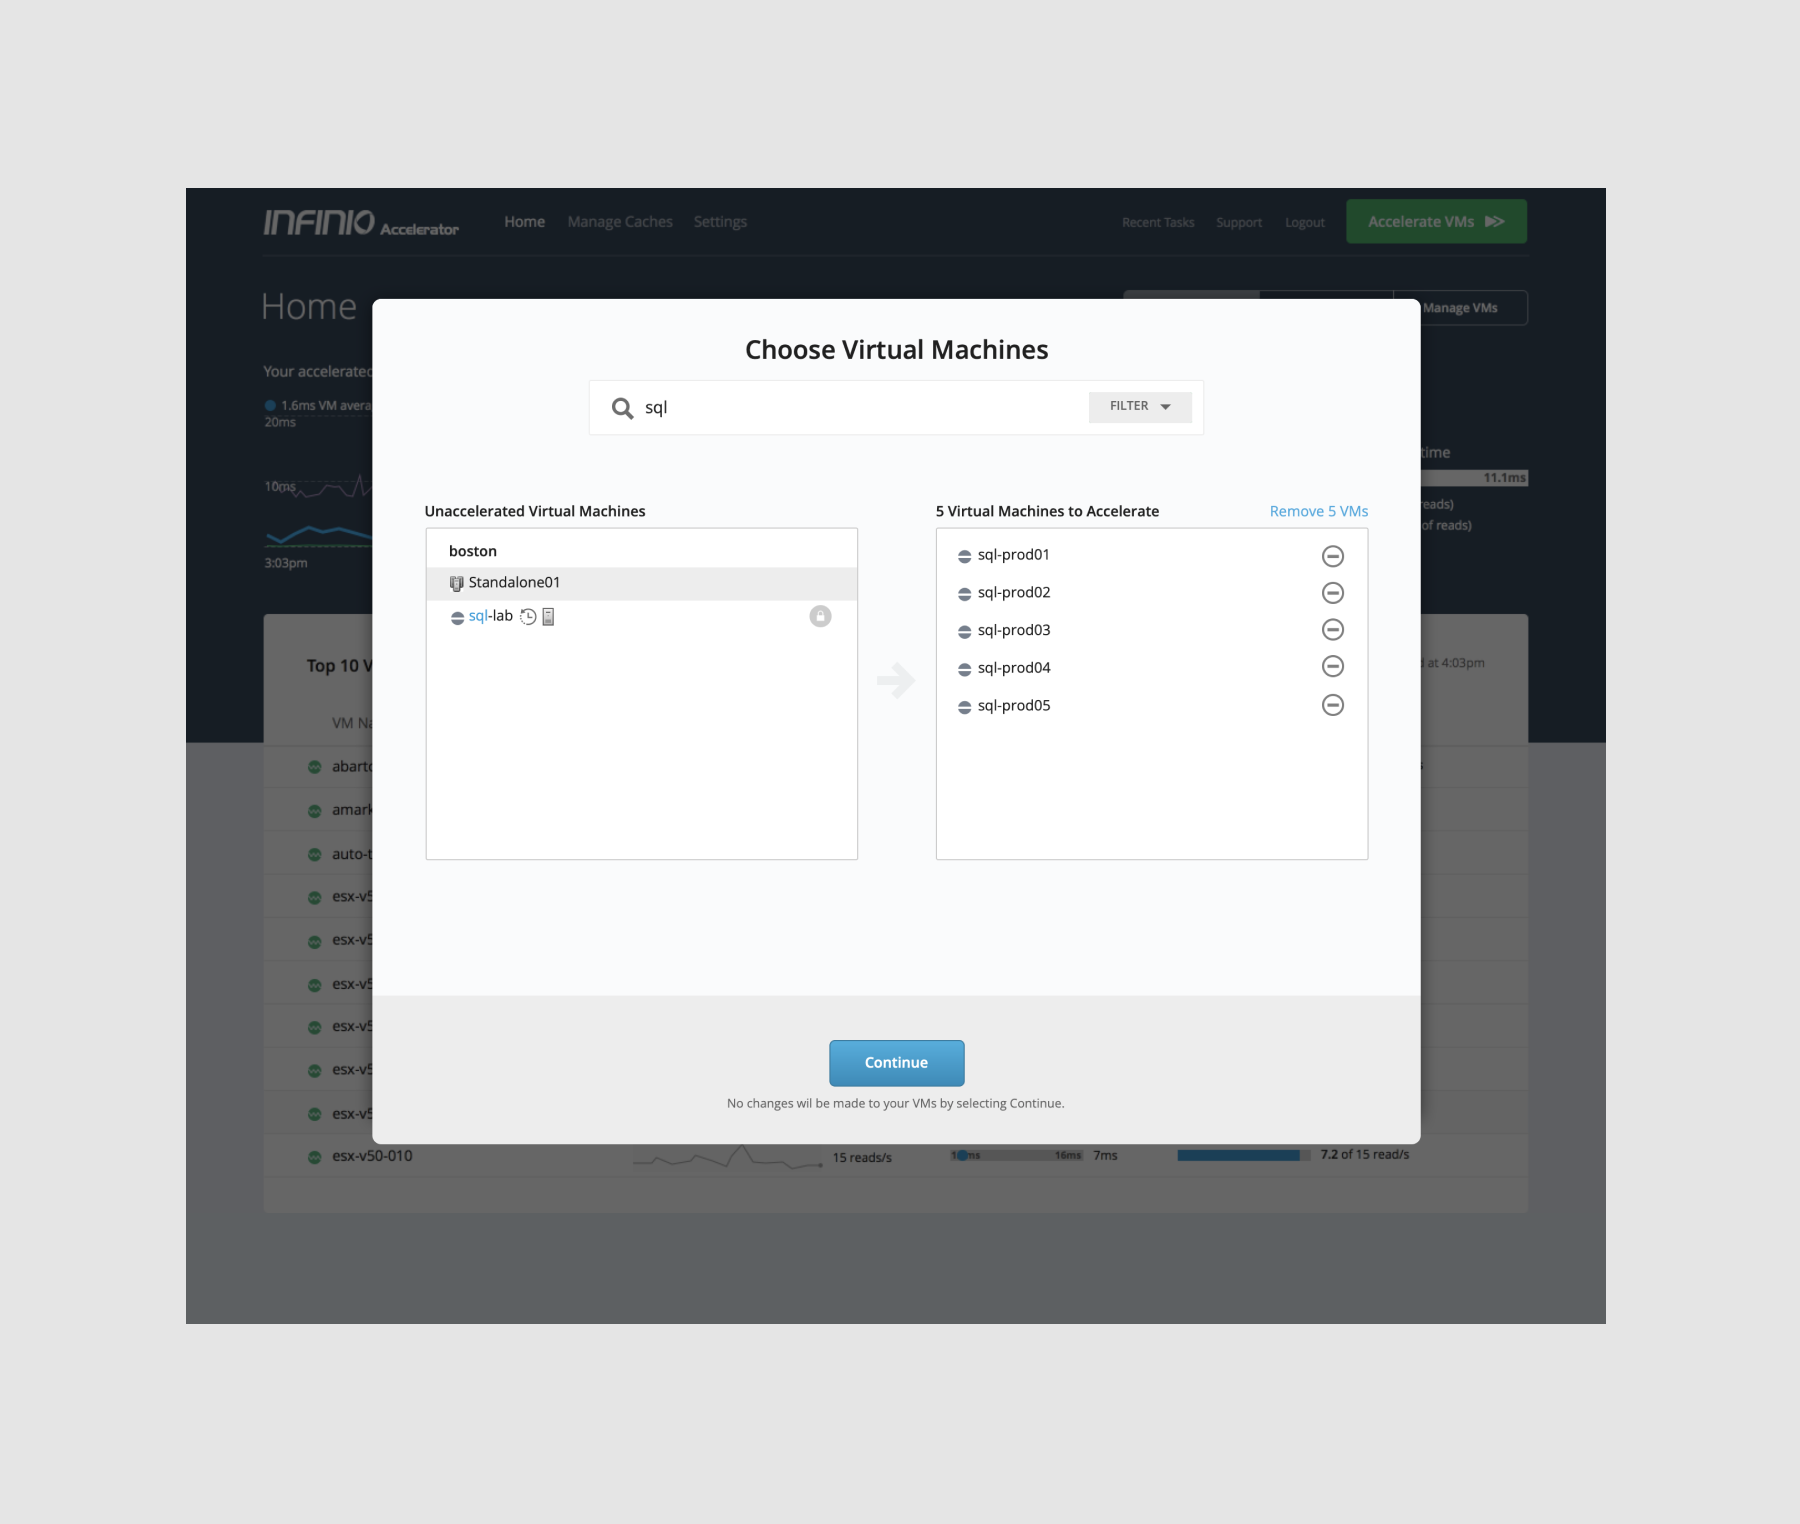 INFINIO Accelerator
Home
Manage Caches
Settings
Recent Tasks
Support
Logout
Accelerate VMs
Home
Manage VMs
Your accelerated
1.6ms VM avera
20ms
10ms
3:03pm
time
11.1ms
reads)
of reads)
Choose Virtual Machines
sql
FILTER
Unaccelerated Virtual Machines
boston
Standalone01
sql-lab
5 Virtual Machines to Accelerate
Remove 5 VMs
sql-prod01
sql-prod02
sql-prod03
sql-prod04
sql-prod05
Continue
No changes wil be made to your VMs by selecting Continue.
Top 10 V
d at 4:03pm
VM Na
abarto
amark
auto-t
esx-v5
esx-v5
esx-v5
esx-v5
esx-v5
esx-v5
esx-v50-010
15 reads/s
16ms
7ms
7.2 of 15 read/s